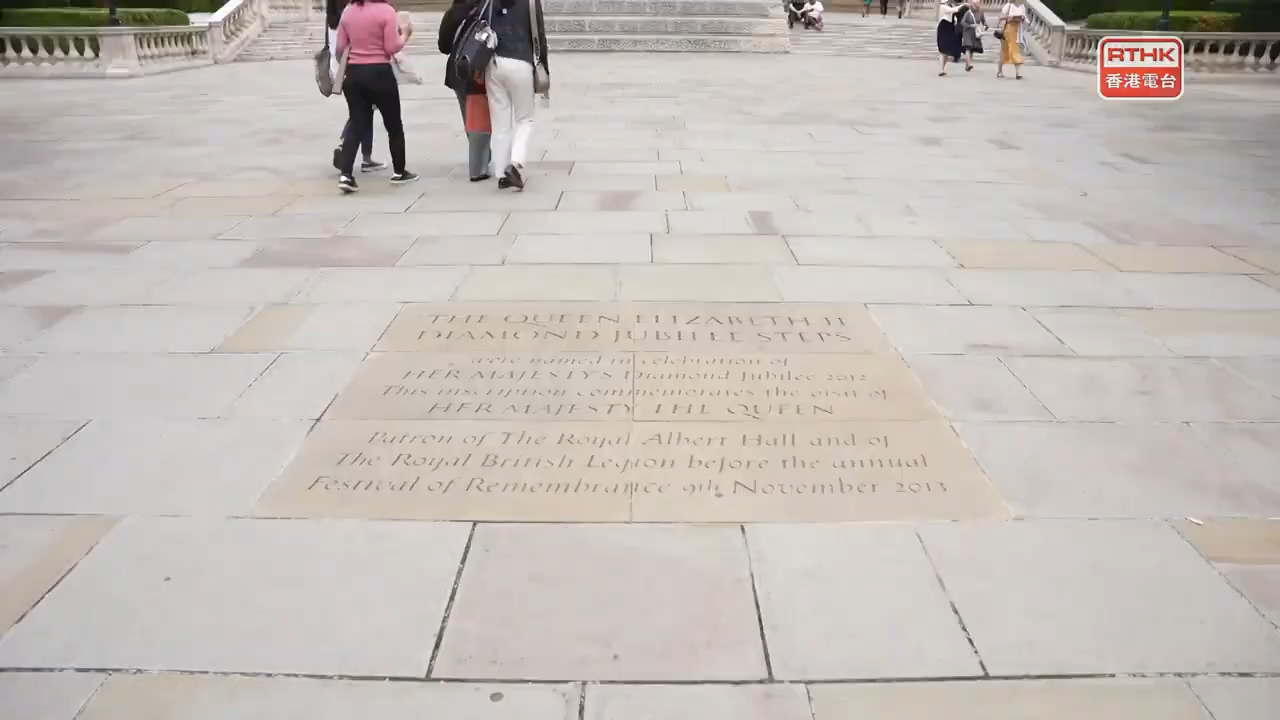 RTHK
香港電台
THE QUEEN ELIZABETH II
DIAMOND JUBILEE STEPS
were named in celebration of
HER MAJESTY'S Diamond Jubilee 2012
This inscription commemorates the visit of
HER MAJESTY THE QUEEN
Patron of The Royal Albert Hall and of
The Royal British Legion before the annual
Festival of Remembrance 9th November 2013